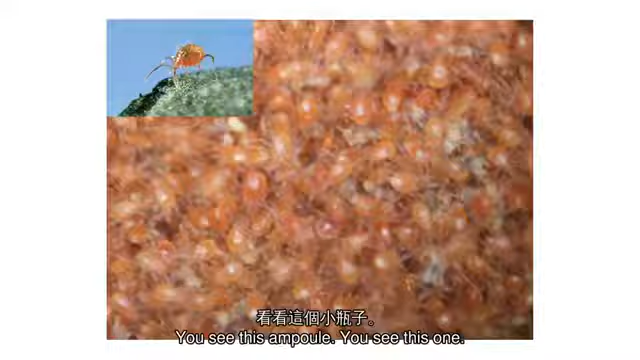 看看這個小瓶子。
You see this ampoule. You see this one.